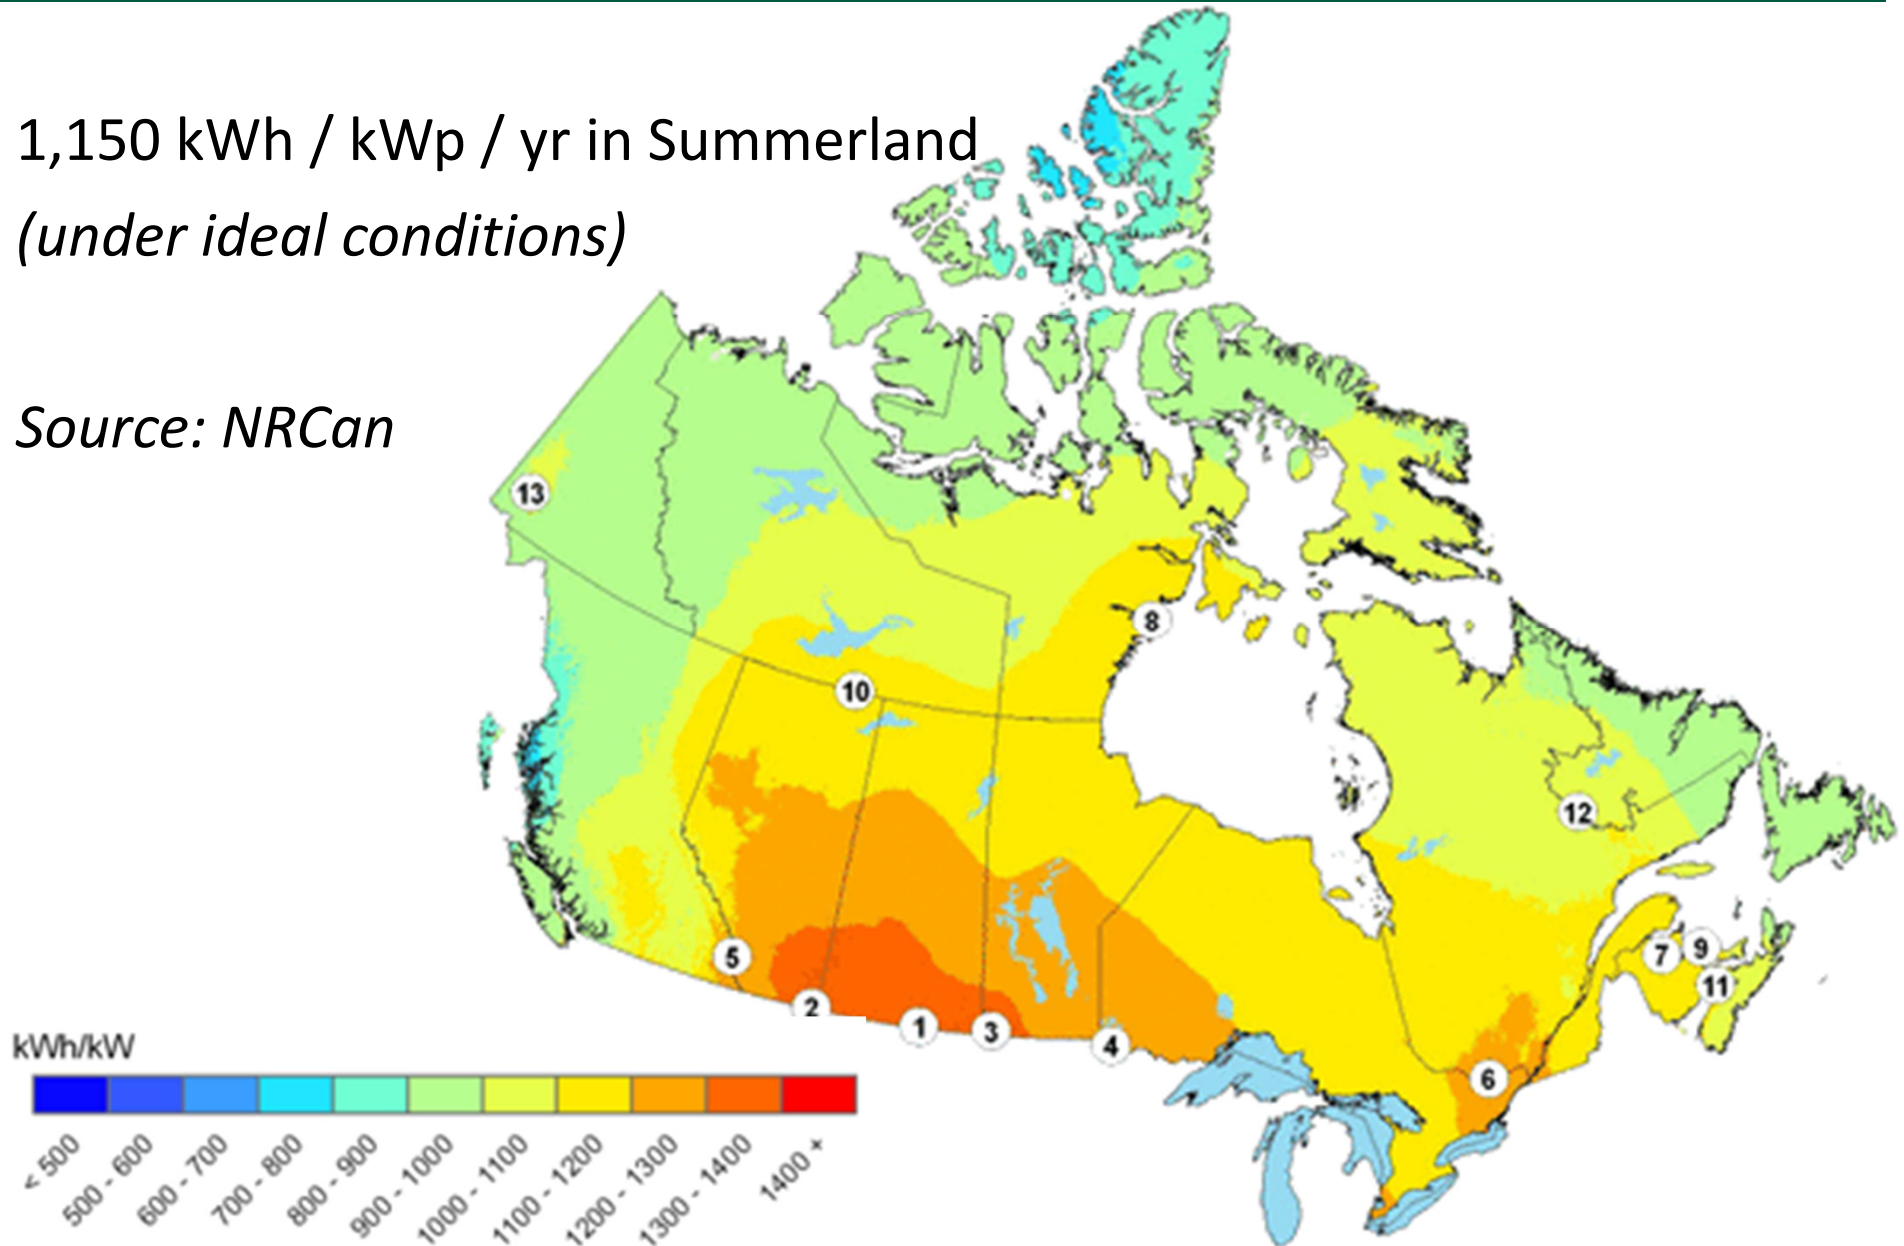 1,150 kWh / kWp / yr in Summerland
(under ideal conditions)
Source: NRCan
13
8
10
12
5
7
9
11
2
1
3
4
6
kWh/kW
< 500
500 - 600
600 - 700
700 - 800
800 - 900
900 - 1000
1000 - 1100
1100 - 1200
1200 - 1300
1300 - 1400
1400 +